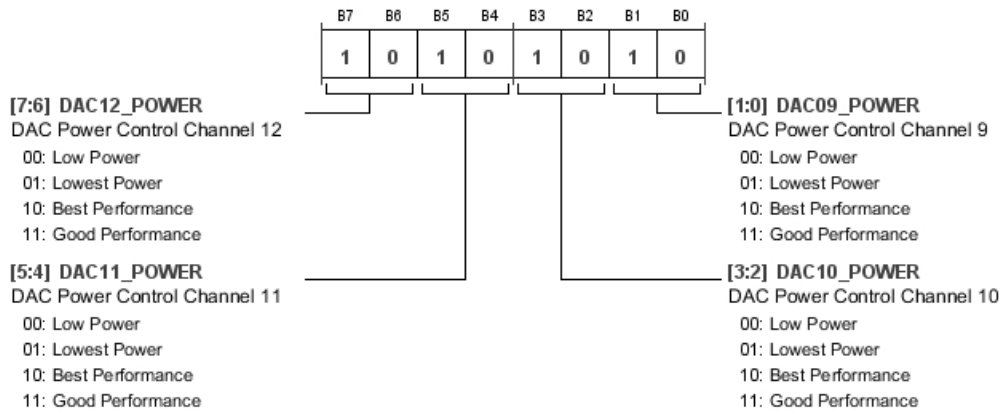 B7 B6 B5 B4 B3 B2 B1 B0
1 0 1 0 1 0 1 0
[7:6] DAC12_POWER
DAC Power Control Channel 12
00: Low Power
01: Lowest Power
10: Best Performance
11: Good Performance
[5:4] DAC11_POWER
DAC Power Control Channel 11
00: Low Power
01: Lowest Power
10: Best Performance
11: Good Performance
[1:0] DAC09_POWER
DAC Power Control Channel 9
00: Low Power
01: Lowest Power
10: Best Performance
11: Good Performance
[3:2] DAC10_POWER
DAC Power Control Channel 10
00: Low Power
01: Lowest Power
10: Best Performance
11: Good Performance